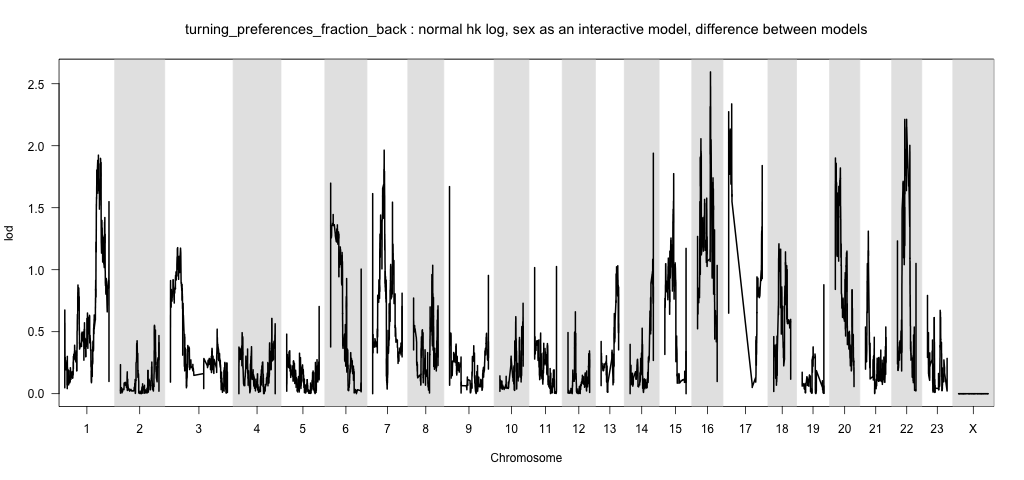 turning_preferences_fraction_back : normal hk log, sex as an interactive model, difference between models
2.5
2.0
1.5
1.0
0.5
0.0
lod
1 2 3 4 5 6 7 8 9 10 11 12 13 14 15 16 17 18 19 20 21 22 23 X
Chromosome